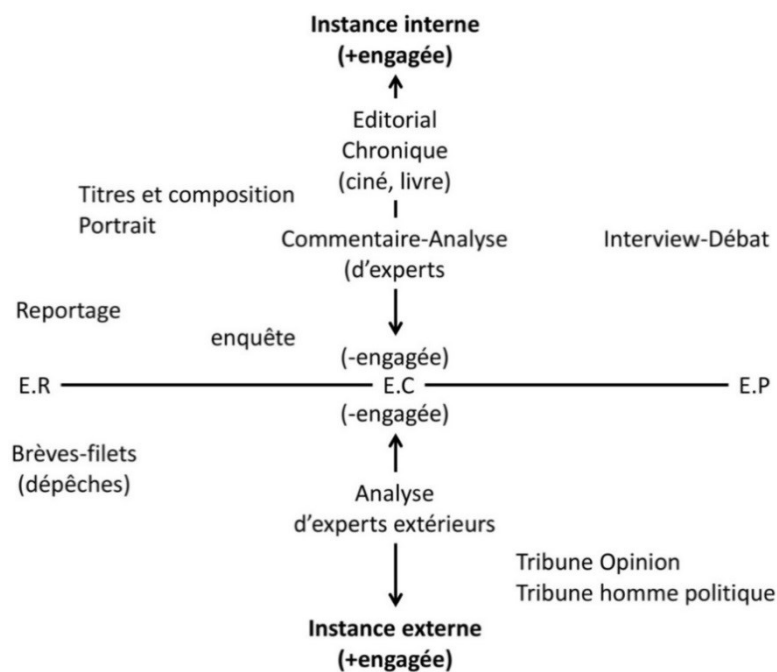 Instance interne
(+engagée)
Editorial
Chronique
(ciné, livre)
Titres et composition
Portrait
Commentaire-Analyse
(d'experts
Interview-Débat
Reportage
enquête
(-engagée)
E.R
E.C
E.P
(-engagée)
Brèves-filets
(dépêches)
Analyse
d'experts extérieurs
Tribune Opinion
Tribune homme politique
Instance externe
(+engagée)